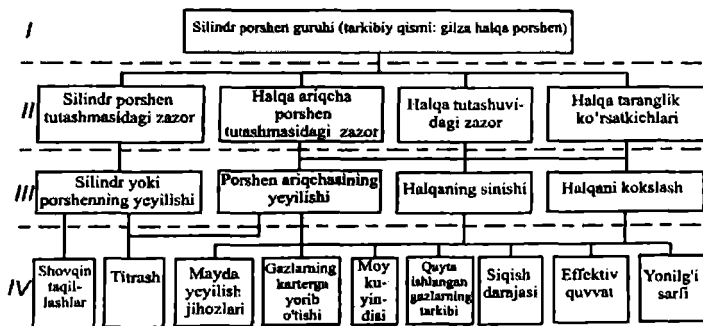 I
Silindr porshen guruhi (tarkibiy qismi: gilza halqa porshen)
II
Silindr porshen
tutashmasidagi zazor
Halqa ariqcha
porshen
tutashmasidagi zazor
Halqa tutashuvi-
dagi zazor
Halqa taranglik
ko'rsatkichlari
III
Silindr yoki
porshenning yeyilishi
Porshen ariqchasining
yeyilishi
Halqaning sinishi
Halqani kokslash
IV
Shovqin
taqil-
lashlar
Titrash
Mayda
yeyilish
jihozlari
Gazlarning
karterga
yorib
o'tishi
Moy
ku-
yin-
disi
Qayta
ishlangan
gazlarning
tarkibi
Siqish
darajasi
Effektiv
quvvat
Yonilg'i
sarfi